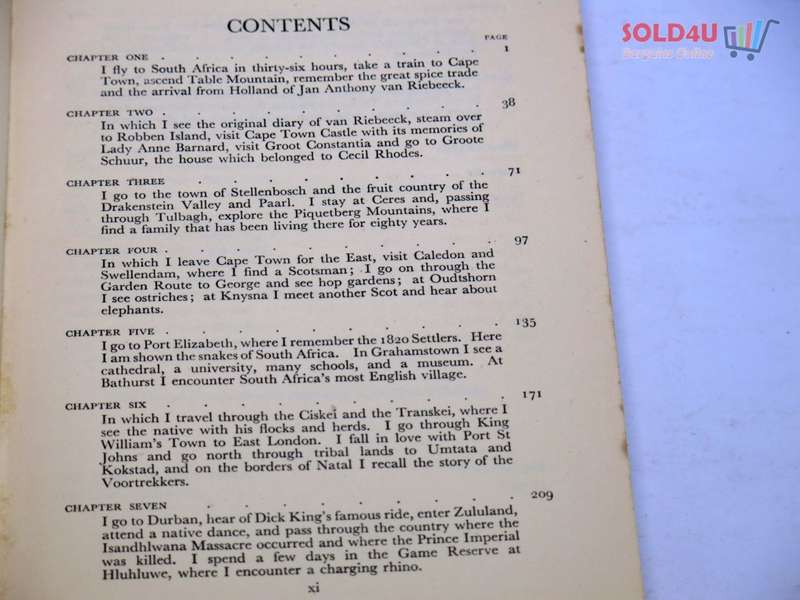 SOLD4U
Bargains Online
CONTENTS
PAGE
CHAPTER ONE . . . . . . . . . . 1
I fly to South Africa in thirty-six hours, take a train to Cape
Town, ascend Table Mountain, remember the great spice trade
and the arrival from Holland of Jan Anthony van Riebeeck.
CHAPTER TWO . . . . . . . . . . 38
In which I see the original diary of van Riebeeck, steam over
to Robben Island, visit Cape Town Castle with its memories of
Lady Anne Barnard, visit Groot Constantia and go to Groote
Schuur, the house which belonged to Cecil Rhodes.
CHAPTER THREE . . . . . . . . . 71
I go to the town of Stellenbosch and the fruit country of the
Drakenstein Valley and Paarl. I stay at Ceres and, passing
through Tulbagh, explore the Piquetberg Mountains, where I
find a family that has been living there for eighty years.
CHAPTER FOUR . . . . . . . . . . 97
In which I leave Cape Town for the East, visit Caledon and
Swellendam, where I find a Scotsman; I go on through the
Garden Route to George and see hop gardens; at Oudtshorn
I see ostriches; at Knysna I meet another Scot and hear about
elephants.
CHAPTER FIVE . . . . . . . . . . 135
I go to Port Elizabeth, where I remember the 1820 Settlers. Here
I am shown the snakes of South Africa. In Grahamstown I see a
cathedral, a university, many schools, and a museum. At
Bathurst I encounter South Africa's most English village.
CHAPTER SIX . . . . . . . . . . 171
In which I travel through the Ciskei and the Transkei, where I
see the native with his flocks and herds. I go through King
William's Town to East London. I fall in love with Port St
Johns and go north through tribal lands to Umtata and
Kokstad, and on the borders of Natal I recall the story of the
Voortrekkers.
CHAPTER SEVEN . . . . . . . . . 209
I go to Durban, hear of Dick King's famous ride, enter Zululand,
attend a native dance, and pass through the country where the
Isandhlwana Massacre occurred and where the Prince Imperial
was killed. I spend a few days in the Game Reserve at
Hluhluwe, where I encounter a charging rhino.
xi